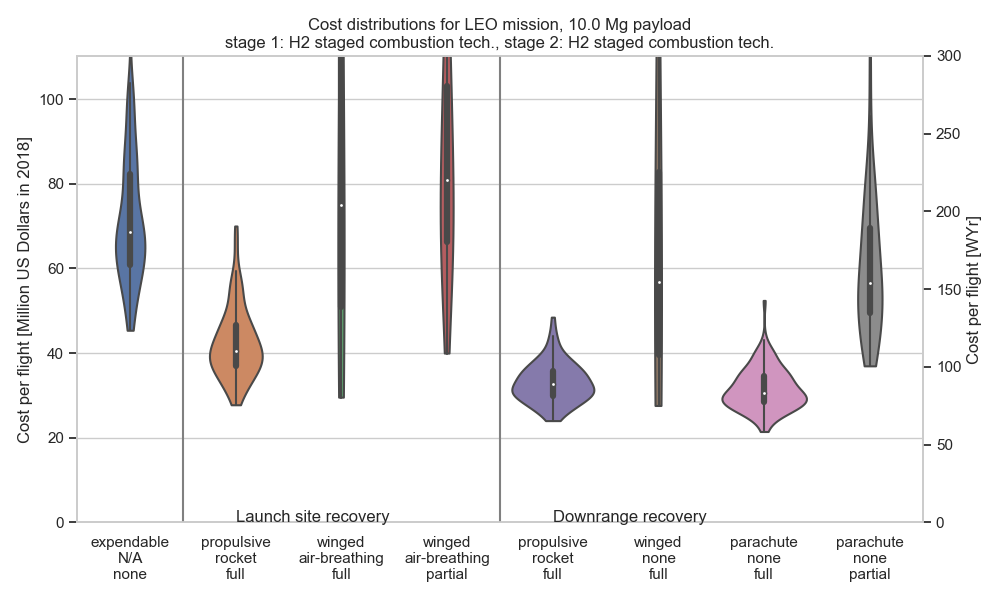 Cost distributions for LEO mission, 10.0 Mg payload
stage 1: H2 staged combustion tech., stage 2: H2 staged combustion tech.
Cost per flight [Million US Dollars in 2018]
100
80
60
40
20
0
300
250
200
150
100
50
0
Cost per flight [WYr]
Launch site recovery
Downrange recovery
expendable
N/A
none
propulsive
rocket
full
winged
air-breathing
full
winged
air-breathing
partial
propulsive
rocket
full
winged
none
full
parachute
none
full
parachute
none
partial